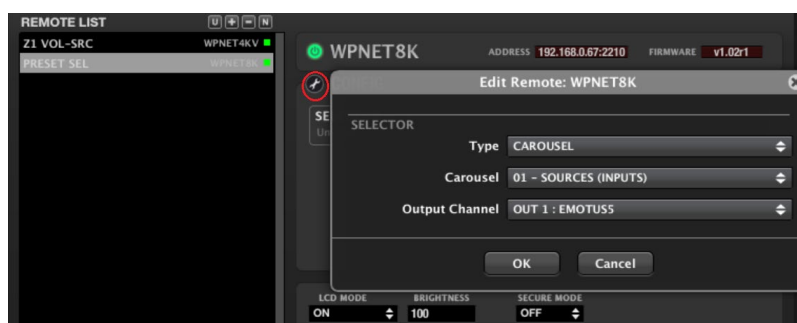 REMOTE LIST U + - N
Z1 VOL-SRC WPNET4KV
PRESET SEL WPNET8K
WPNET8K ADDRESS 192.168.0.67:2210 FIRMWARE v1.02r1
Edit Remote: WPNET8K
SE
Un
SELECTOR
Type CAROUSEL
Carousel 01 - SOURCES (INPUTS)
Output Channel OUT 1 : EMOTUS5
OK Cancel
LCD MODE BRIGHTNESS SECURE MODE
ON 100 OFF